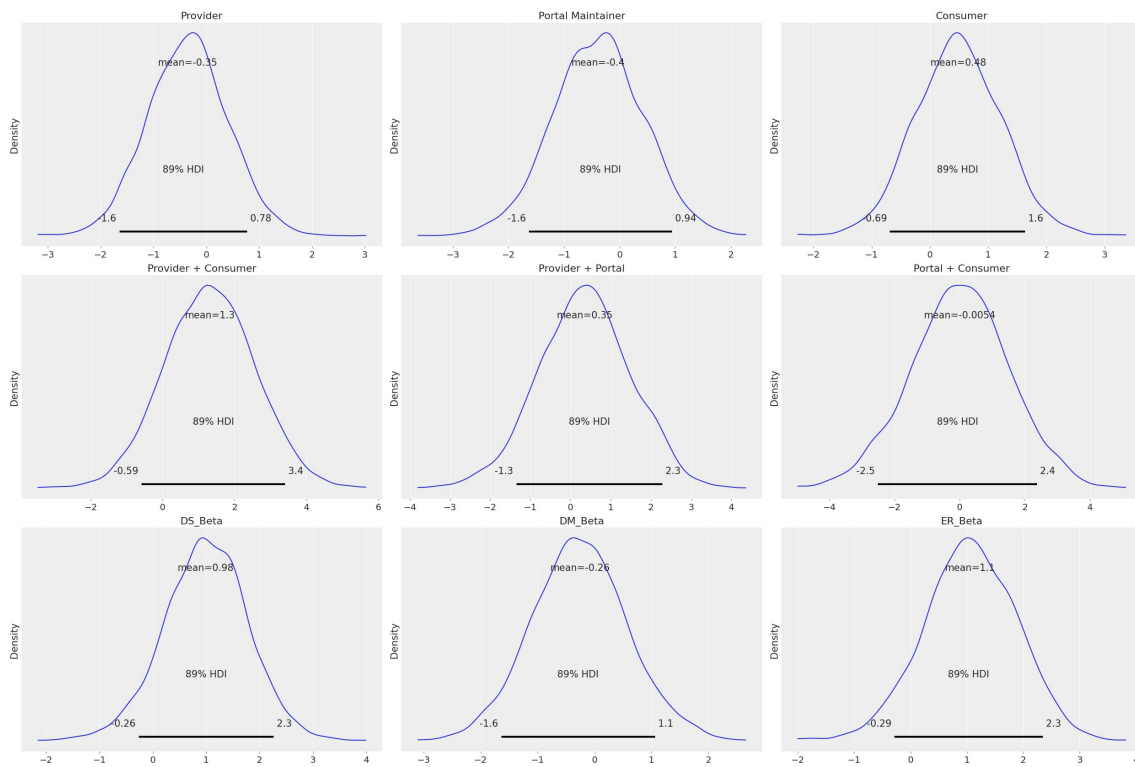 Provider
Portal Maintainer
Consumer
Density
mean=-0.35
89% HDI
-1.6
0.78
−3 −2 −1 0 1 2 3
Density
mean=-0.4
89% HDI
-1.6
0.94
−3 −2 −1 0 1 2
Density
mean=0.48
89% HDI
-0.69
1.6
−2 −1 0 1 2 3
Provider + Consumer
Provider + Portal
Portal + Consumer
Density
mean=1.3
89% HDI
-0.59
3.4
−2 0 2 4 6
Density
mean=0.35
89% HDI
-1.3
2.3
−4 −3 −2 −1 0 1 2 3 4
Density
mean=-0.0054
89% HDI
-2.5
2.4
−4 −2 0 2 4
DS_Beta
DM_Beta
ER_Beta
Density
mean=0.98
89% HDI
-0.26
2.3
−2 −1 0 1 2 3 4
Density
mean=-0.26
89% HDI
-1.6
1.1
−3 −2 −1 0 1 2
Density
mean=1.1
89% HDI
-0.29
2.3
−2 −1 0 1 2 3